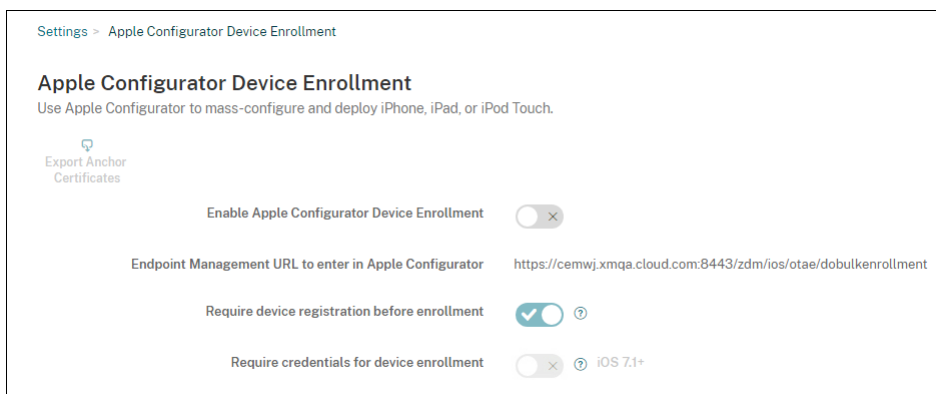 Settings > Apple Configurator Device Enrollment
Apple Configurator Device Enrollment
Use Apple Configurator to mass-configure and deploy iPhone, iPad, or iPod Touch.
Export Anchor
Certificates
Enable Apple Configurator Device Enrollment
Endpoint Management URL to enter in Apple Configurator https://cemwj.xmqa.cloud.com:8443/zdm/ios/otae/dobulkenrollment
Require device registration before enrollment ?
Require credentials for device enrollment ? iOS 7.1+